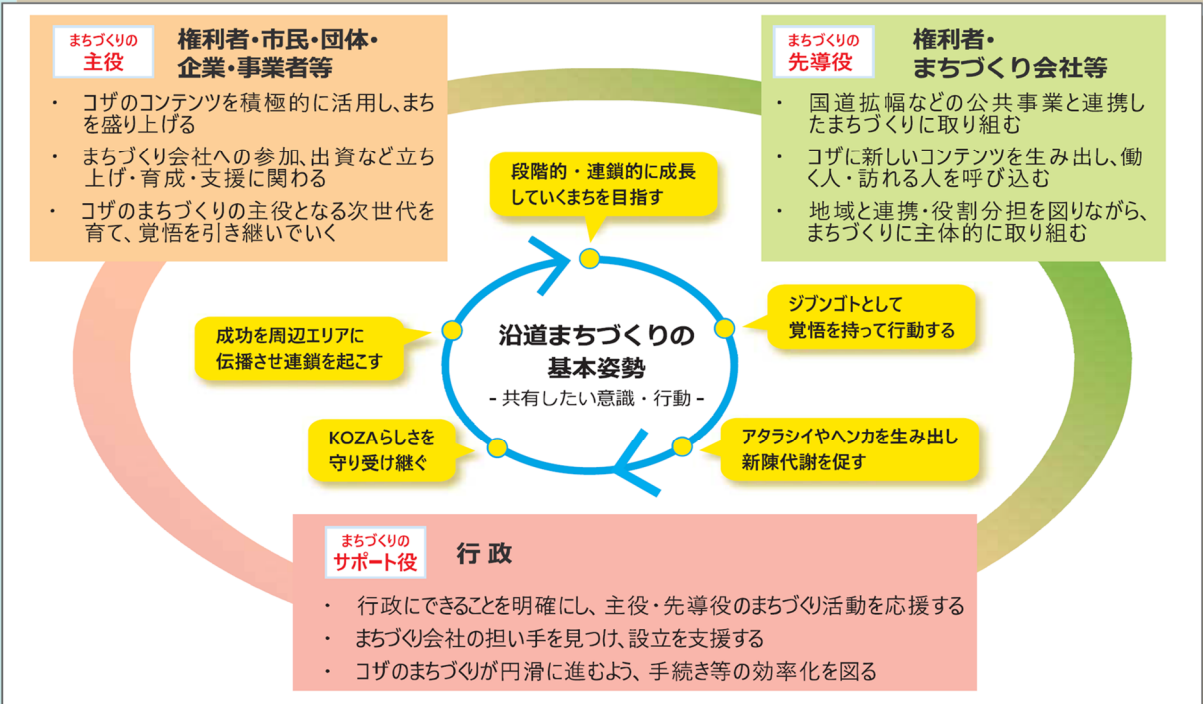 まちづくりの
主役
権利者・市民・団体・
企業・事業者等
・ コザのコンテンツを積極的に活用し、まち
を盛り上げる
・ まちづくり会社への参加、出資など立ち
上げ・育成・支援に関わる
・ コザのまちづくりの主役となる次世代を
育て、覚悟を引き継いでいく
まちづくりの
先導役
権利者・
まちづくり会社等
・ 国道拡幅などの公共事業と連携し
たまちづくりに取り組む
・ コザに新しいコンテンツを生み出し、働
く人・訪れる人を呼び込む
・ 地域と連携・役割分担を図りながら、
まちづくりに主体的に取り組む
段階的・連鎖的に成長
していくまちを目指す
ジブンゴトとして
覚悟を持って行動する
成功を周辺エリアに
伝播させ連鎖を起こす
沿道まちづくりの
基本姿勢
- 共有したい意識・行動 -
KOZAらしさを
守り受け継ぐ
アタラシイやヘンカを生み出し
新陳代謝を促す
まちづくりの
サポート役
行 政
・ 行政にできることを明確にし、主役・先導役のまちづくり活動を応援する
・ まちづくり会社の担い手を見つけ、設立を支援する
・ コザのまちづくりが円滑に進むよう、手続き等の効率化を図る